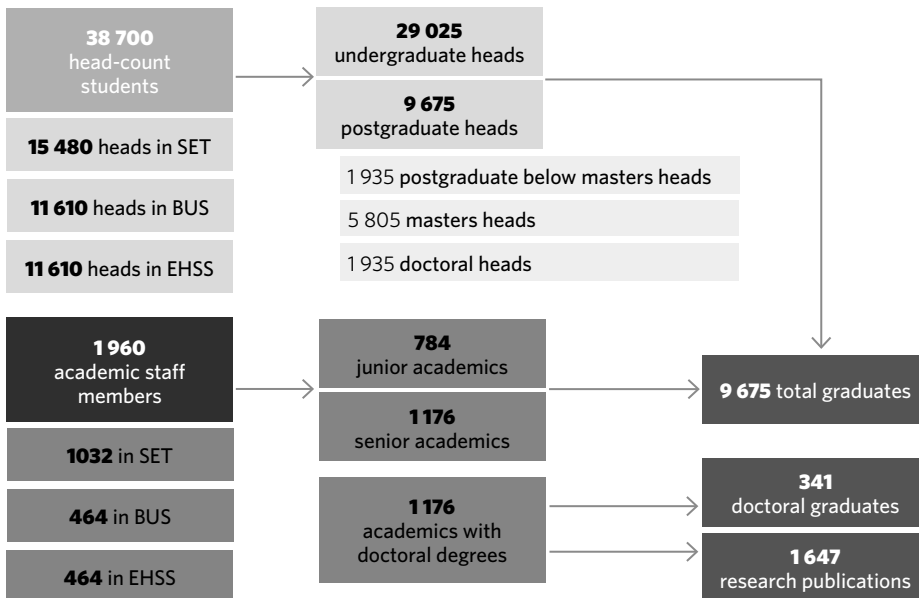 38 700
head-count
students
15 480 heads in SET
11 610 heads in BUS
11 610 heads in EHSS
29 025
undergraduate heads
9 675
postgraduate heads
1 935 postgraduate below masters heads
5 805 masters heads
1 935 doctoral heads
1 960
academic staff
members
1032 in SET
464 in BUS
464 in EHSS
784
junior academics
1 176
senior academics
1 176
academics with
doctoral degrees
9 675 total graduates
341
doctoral graduates
1 647
research publications